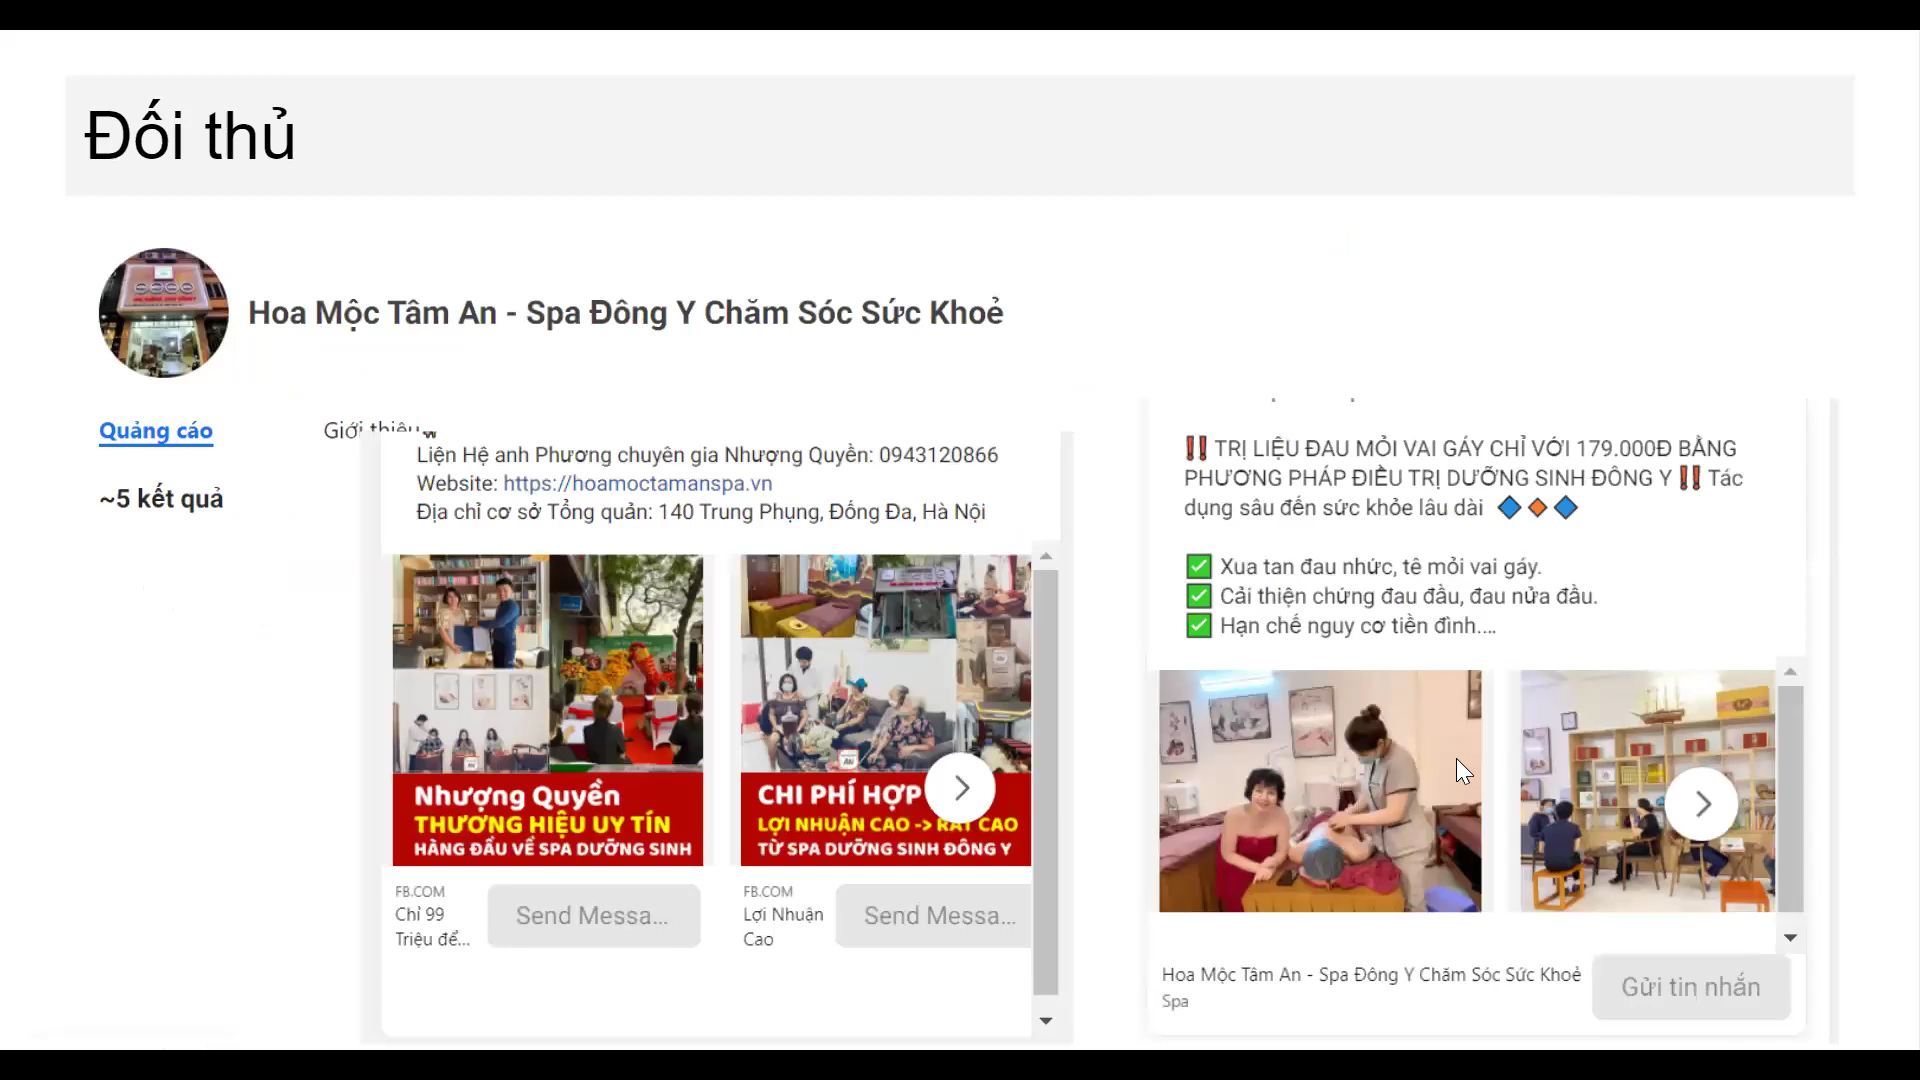 Đối thủ
Hoa Mộc Tâm An - Spa Đông Y Chăm Sóc Sức Khoẻ
Quảng cáo
Giới thiệu
~5 kết quả
Liện Hệ anh Phương chuyên gia Nhượng Quyền: 0943120866
Website: https://hoamoctamanspa.vn
Địa chỉ cơ sở Tổng quản: 140 Trung Phụng, Đống Đa, Hà Nội
Nhượng Quyền
THƯƠNG HIỆU UY TÍN
HÀNG ĐẦU VỀ SPA DƯỠNG SINH
CHI PHÍ HỢP
LỢI NHUẬN CAO -> RẤT CAO
TỪ SPA DƯỠNG SINH ĐÔNG Y
FB.COM
Chỉ 99
Triệu để...
Send Messa...
FB.COM
Lợi Nhuận
Cao
Send Messa...
‼️ TRỊ LIỆU ĐAU MỎI VAI GÁY CHỈ VỚI 179.000Đ BẰNG
PHƯƠNG PHÁP ĐIỀU TRỊ DƯỠNG SINH ĐÔNG Y ‼️ Tác
dụng sâu đến sức khỏe lâu dài 🔷🔸🔷
✅ Xua tan đau nhức, tê mỏi vai gáy.
✅ Cải thiện chứng đau đầu, đau nửa đầu.
✅ Hạn chế nguy cơ tiền đình....
Hoa Mộc Tâm An - Spa Đông Y Chăm Sóc Sức Khoẻ
Spa
Gửi tin nhắn